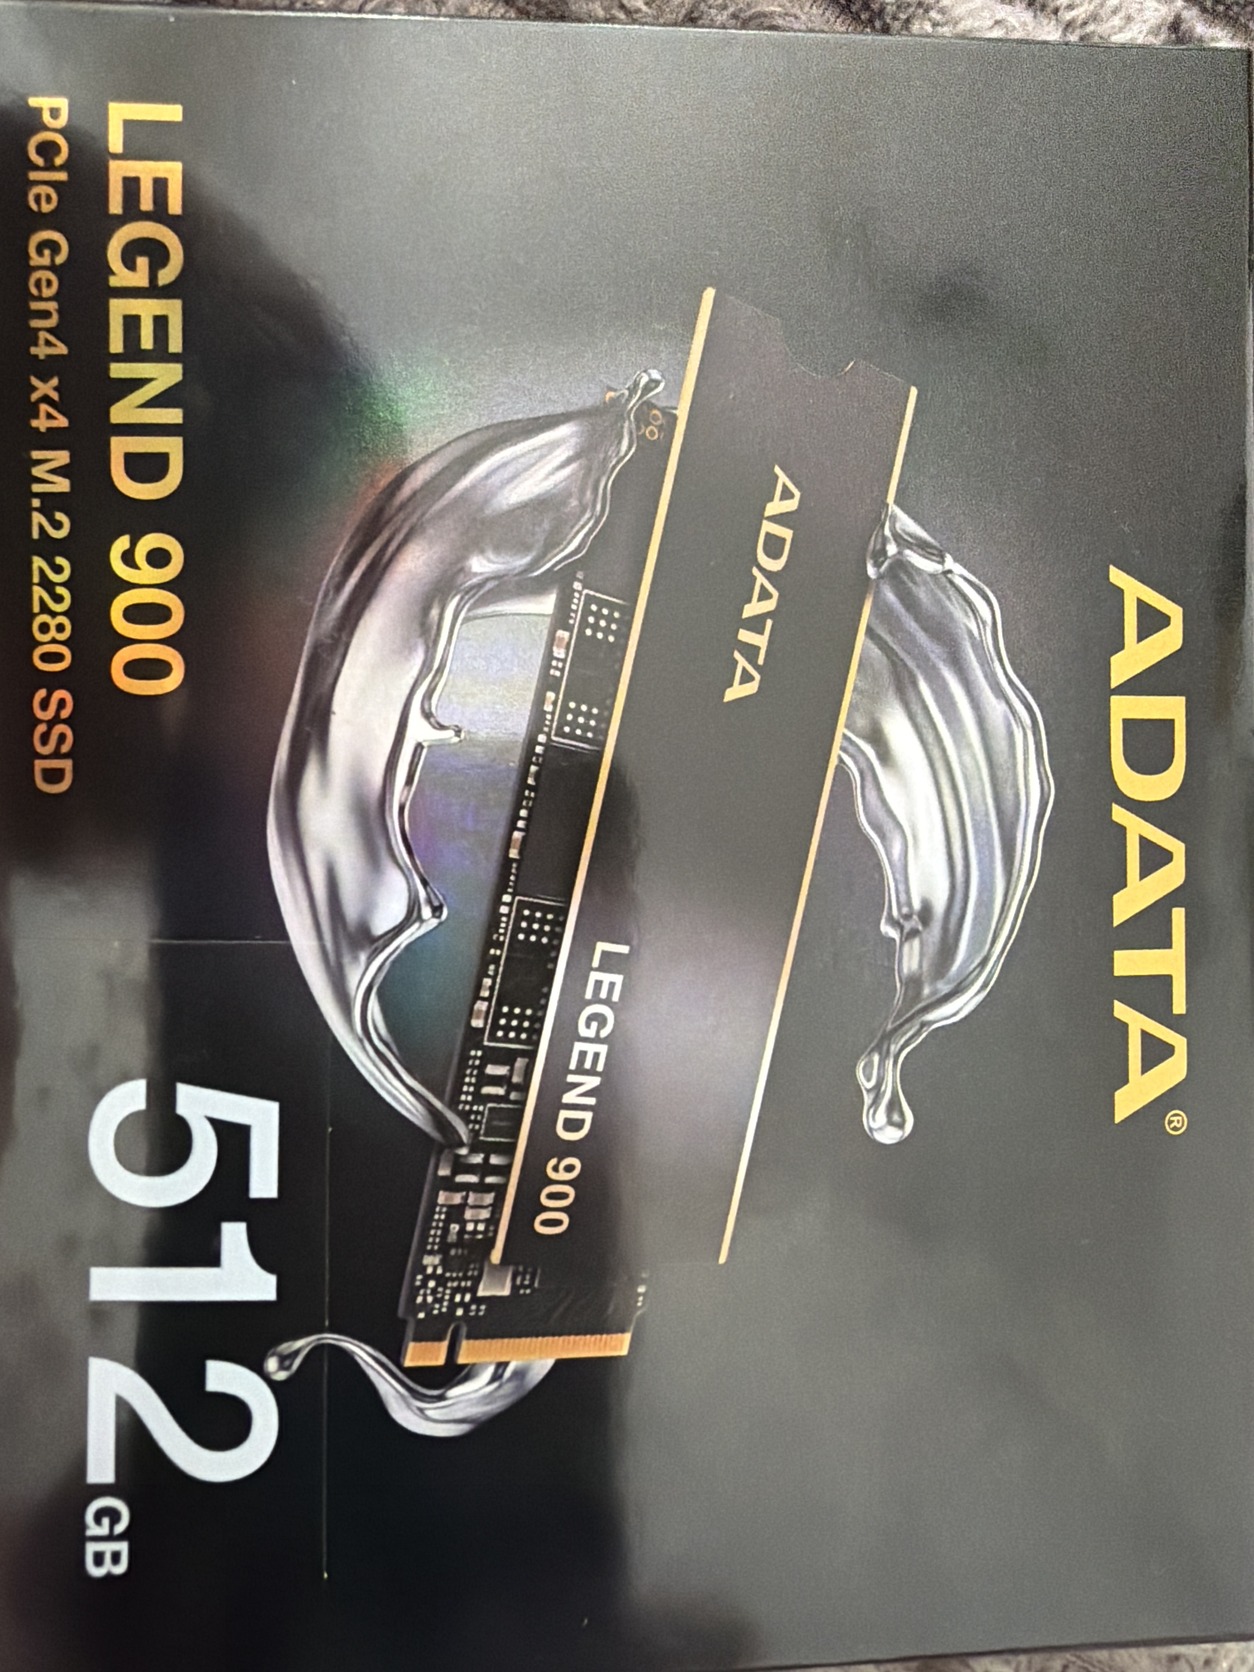 ADATA®
ADATA
LEGEND 900
LEGEND 900
PCIe Gen4 x4 M.2 2280 SSD
512GB